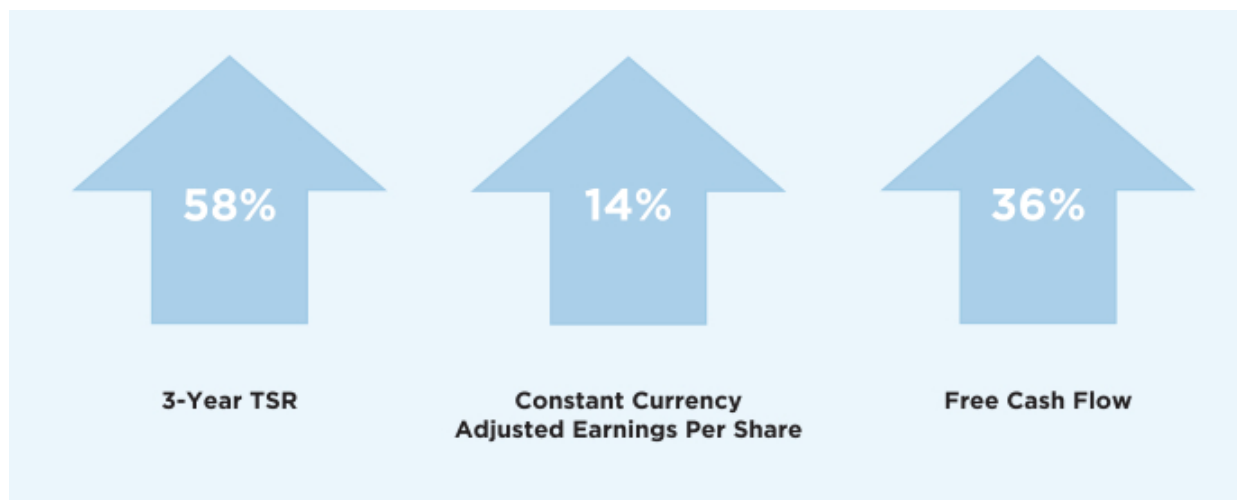 58%
14%
36%
3-Year TSR
Constant Currency
Adjusted Earnings Per Share
Free Cash Flow